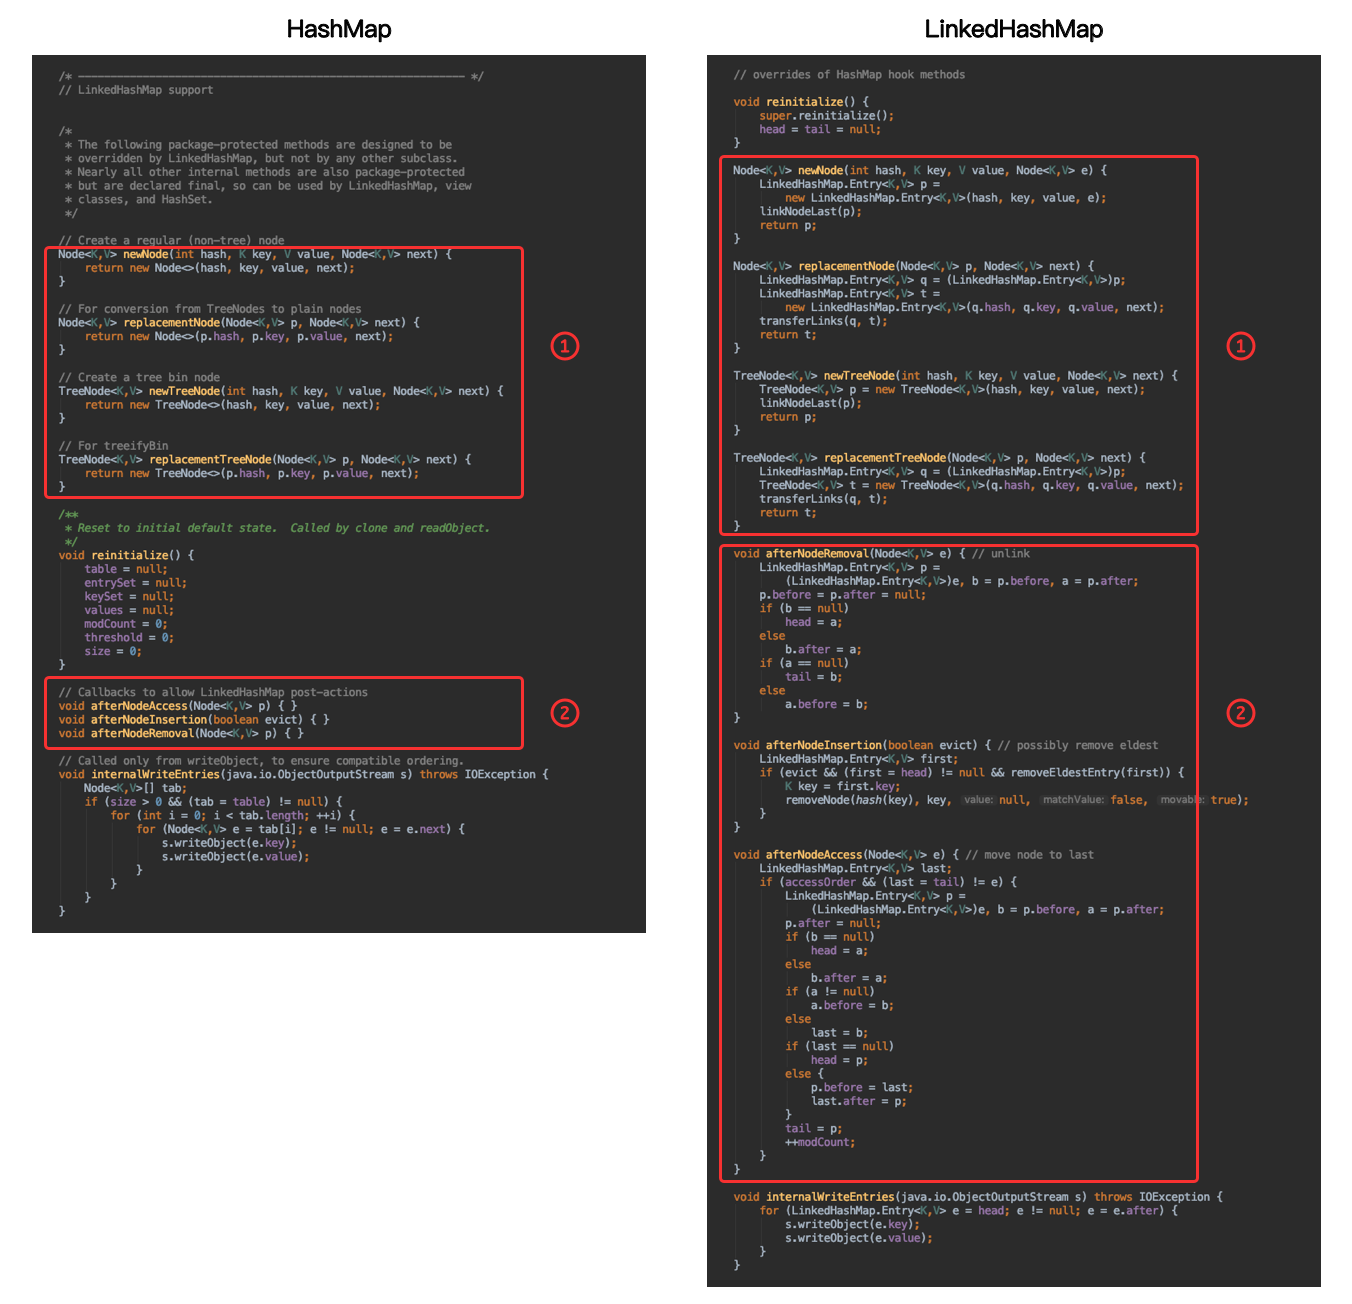 HashMap
/* ------------------------------------------------------------ */
// LinkedHashMap support
/*
 * The following package-protected methods are designed to be
 * overridden by LinkedHashMap, but not by any other subclass.
 * Nearly all other internal methods are also package-protected
 * but are declared final, so can be used by LinkedHashMap, view
 * classes, and HashSet.
 */
// Create a regular (non-tree) node
Node<K,V> newNode(int hash, K key, V value, Node<K,V> next) {
    return new Node<>(hash, key, value, next);
}
// For conversion from TreeNodes to plain nodes
Node<K,V> replacementNode(Node<K,V> p, Node<K,V> next) {
    return new Node<>(p.hash, p.key, p.value, next);
}
// Create a tree bin node
TreeNode<K,V> newTreeNode(int hash, K key, V value, Node<K,V> next) {
    return new TreeNode<>(hash, key, value, next);
}
// For treeifyBin
TreeNode<K,V> replacementTreeNode(Node<K,V> p, Node<K,V> next) {
    return new TreeNode<>(p.hash, p.key, p.value, next);
}
①
/**
 * Reset to initial default state.  Called by clone and readObject.
 */
void reinitialize() {
    table = null;
    entrySet = null;
    keySet = null;
    values = null;
    modCount = 0;
    threshold = 0;
    size = 0;
}
// Callbacks to allow LinkedHashMap post-actions
void afterNodeAccess(Node<K,V> p) { }
void afterNodeInsertion(boolean evict) { }
void afterNodeRemoval(Node<K,V> p) { }
②
// Called only from writeObject, to ensure compatible ordering.
void internalWriteEntries(java.io.ObjectOutputStream s) throws IOException {
    Node<K,V>[] tab;
    if (size > 0 && (tab = table) != null) {
        for (int i = 0; i < tab.length; ++i) {
            for (Node<K,V> e = tab[i]; e != null; e = e.next) {
                s.writeObject(e.key);
                s.writeObject(e.value);
            }
        }
    }
}
LinkedHashMap
// overrides of HashMap hook methods
void reinitialize() {
    super.reinitialize();
    head = tail = null;
}
Node<K,V> newNode(int hash, K key, V value, Node<K,V> e) {
    LinkedHashMap.Entry<K,V> p =
        new LinkedHashMap.Entry<K,V>(hash, key, value, e);
    linkNodeLast(p);
    return p;
}
Node<K,V> replacementNode(Node<K,V> p, Node<K,V> next) {
    LinkedHashMap.Entry<K,V> q = (LinkedHashMap.Entry<K,V>)p;
    LinkedHashMap.Entry<K,V> t =
        new LinkedHashMap.Entry<K,V>(q.hash, q.key, q.value, next);
    transferLinks(q, t);
    return t;
}
TreeNode<K,V> newTreeNode(int hash, K key, V value, Node<K,V> next) {
    TreeNode<K,V> p = new TreeNode<K,V>(hash, key, value, next);
    linkNodeLast(p);
    return p;
}
TreeNode<K,V> replacementTreeNode(Node<K,V> p, Node<K,V> next) {
    LinkedHashMap.Entry<K,V> q = (LinkedHashMap.Entry<K,V>)p;
    TreeNode<K,V> t = new TreeNode<K,V>(q.hash, q.key, q.value, next);
    transferLinks(q, t);
    return t;
}
①
void afterNodeRemoval(Node<K,V> e) { // unlink
    LinkedHashMap.Entry<K,V> p =
        (LinkedHashMap.Entry<K,V>)e, b = p.before, a = p.after;
    p.before = p.after = null;
    if (b == null)
        head = a;
    else
        b.after = a;
    if (a == null)
        tail = b;
    else
        a.before = b;
}
void afterNodeInsertion(boolean evict) { // possibly remove eldest
    LinkedHashMap.Entry<K,V> first;
    if (evict && (first = head) != null && removeEldestEntry(first)) {
        K key = first.key;
        removeNode(hash(key), key, value: null, matchValue: false, movable: true);
    }
}
void afterNodeAccess(Node<K,V> e) { // move node to last
    LinkedHashMap.Entry<K,V> last;
    if (accessOrder && (last = tail) != e) {
        LinkedHashMap.Entry<K,V> p =
            (LinkedHashMap.Entry<K,V>)e, b = p.before, a = p.after;
        p.after = null;
        if (b == null)
            head = a;
        else
            b.after = a;
        if (a != null)
            a.before = b;
        else
            last = b;
        if (last == null)
            head = p;
        else {
            p.before = last;
            last.after = p;
        }
        tail = p;
        ++modCount;
    }
}
②
void internalWriteEntries(java.io.ObjectOutputStream s) throws IOException {
    for (LinkedHashMap.Entry<K,V> e = head; e != null; e = e.after) {
        s.writeObject(e.key);
        s.writeObject(e.value);
    }
}